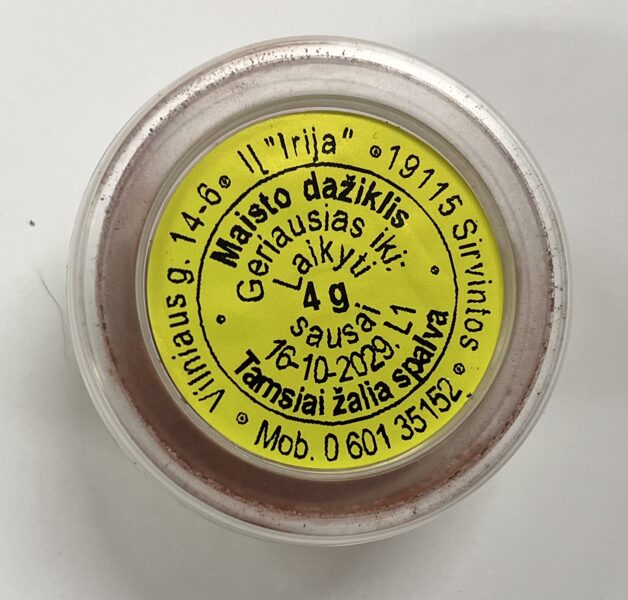 IĮ "Irija"
19115 Sirvintos
Mob. 0 601 35152
Vilniaus g. 14-6
Maisto dažiklis
Geriausias iki:
Laikyti
4 g
sausai
16-10-2029. L1
Tamsiai žalia spalva